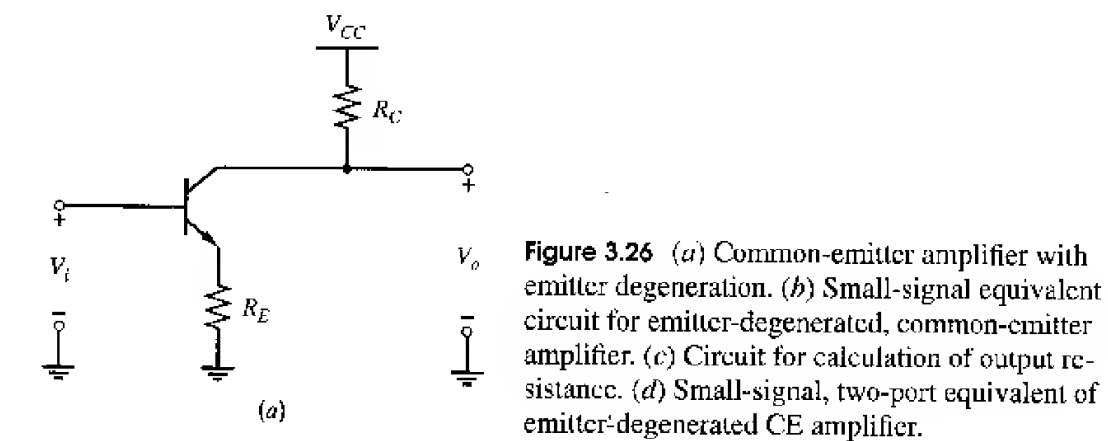 V_CC
R_C
+
+
V_i
V_o
R_E
−
−
(a)
Figure 3.26 (a) Common-emitter amplifier with
emitter degeneration. (b) Small-signal equivalent
circuit for emitter-degenerated, common-emitter
amplifier. (c) Circuit for calculation of output re-
sistance. (d) Small-signal, two-port equivalent of
emitter-degenerated CE amplifier.